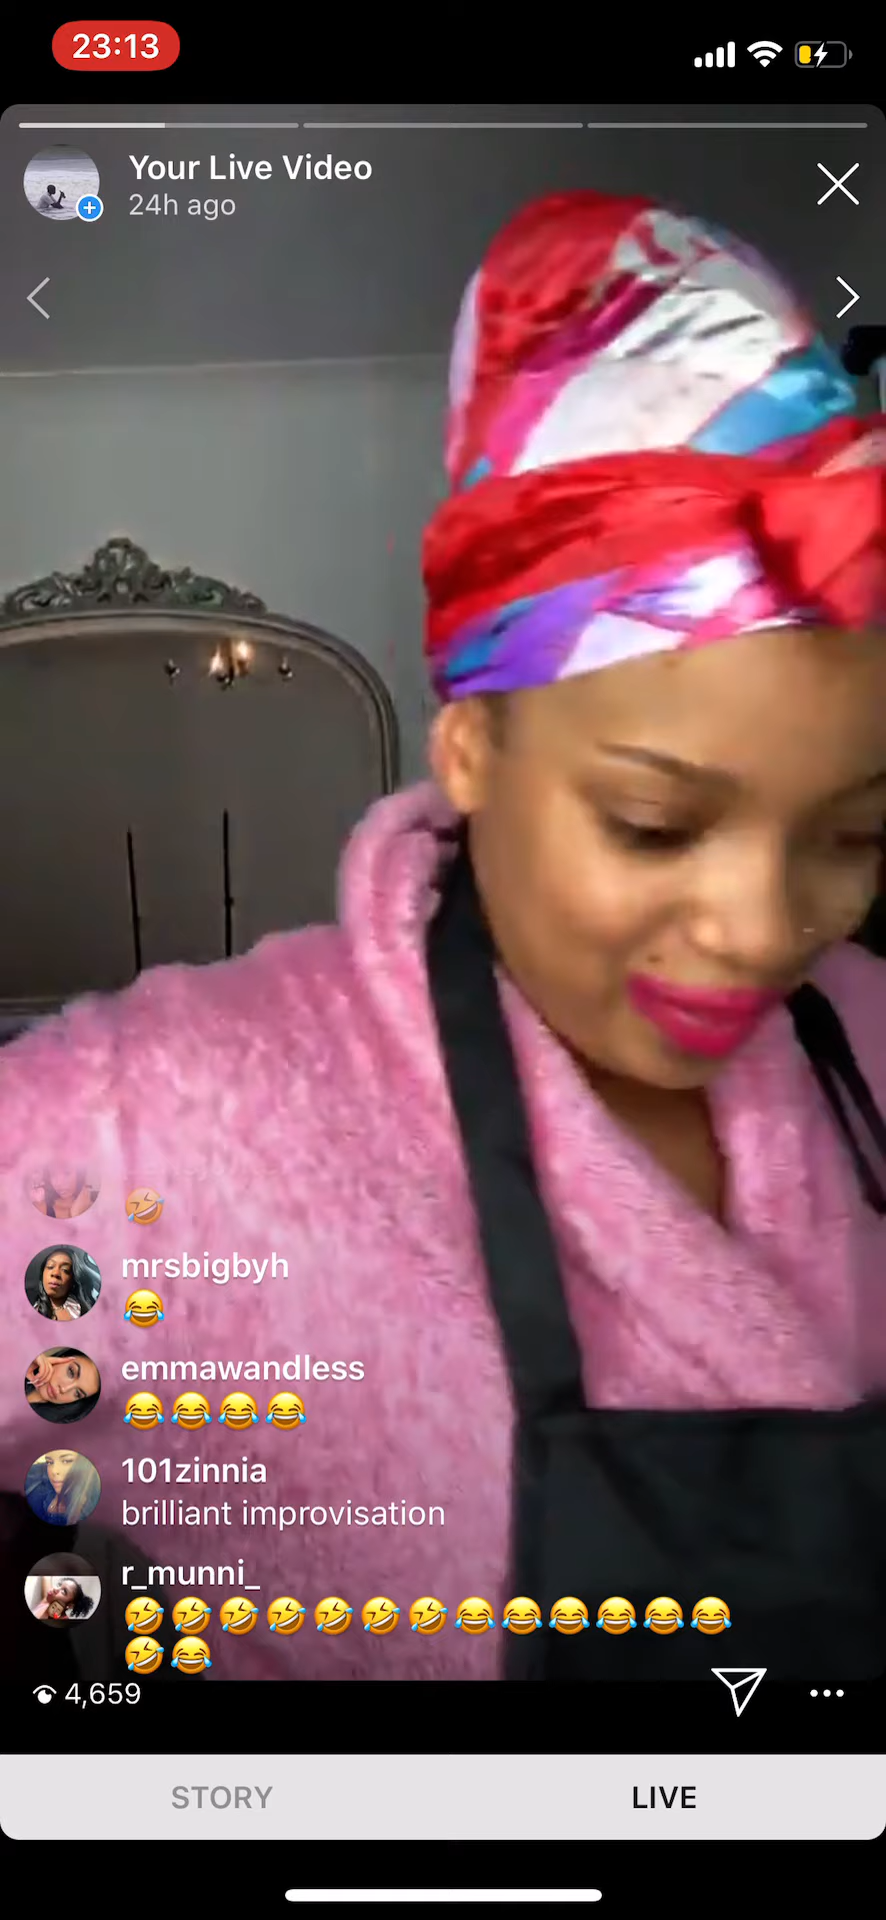 23:13
Your Live Video
24h ago
🤣
mrsbigbyh
😂
emmawandless
😂😂😂😂
101zinnia
brilliant improvisation
r_munni_
🤣🤣🤣🤣🤣🤣🤣😂😂😂😂😂😂
🤣😂
4,659
STORY
LIVE